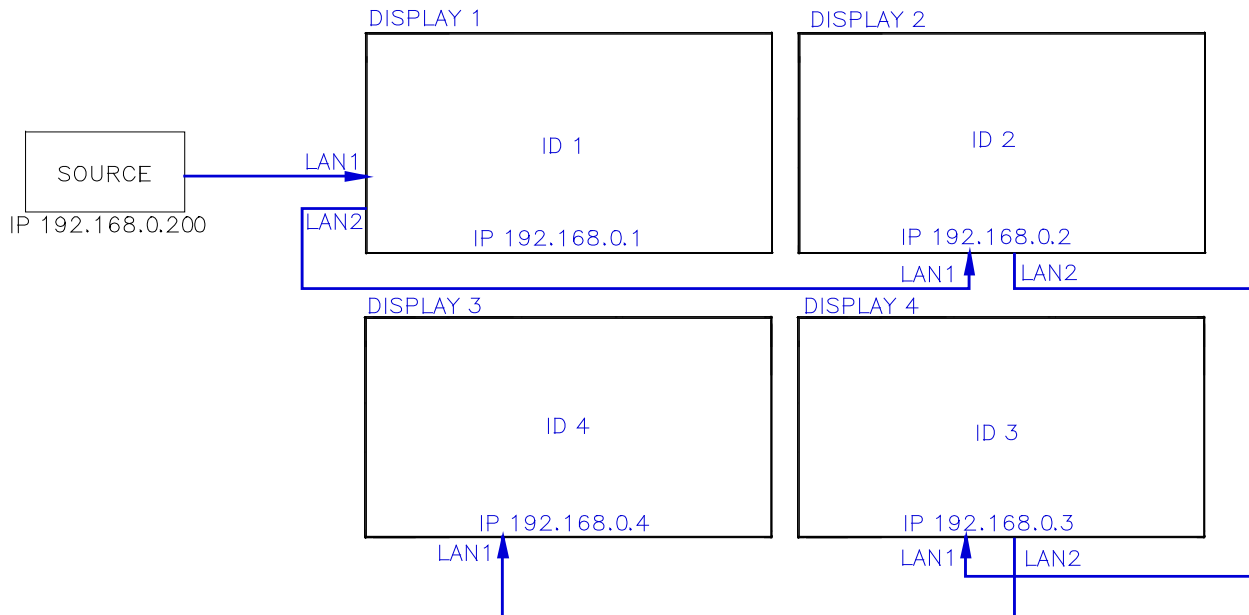 DISPLAY 1
DISPLAY 2
SOURCE
IP 192.168.0.200
LAN1
LAN2
ID 1
IP 192.168.0.1
ID 2
IP 192.168.0.2
LAN1
LAN2
DISPLAY 3
DISPLAY 4
ID 4
IP 192.168.0.4
LAN1
ID 3
IP 192.168.0.3
LAN1
LAN2